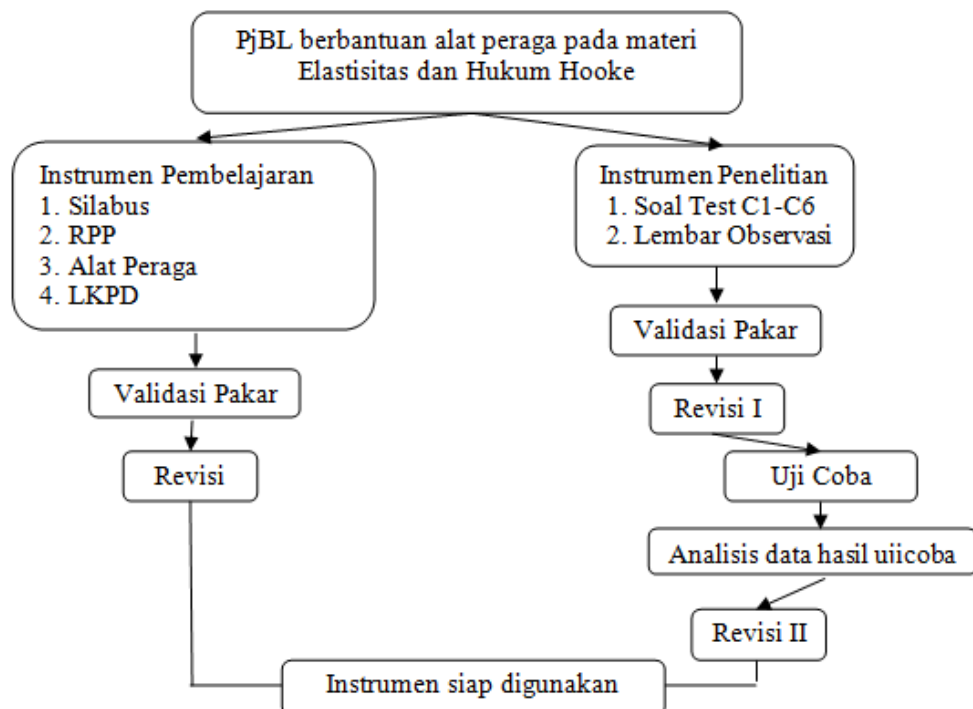 PjBL berbantuan alat peraga pada materi
Elastisitas dan Hukum Hooke
Instrumen Pembelajaran
1. Silabus
2. RPP
3. Alat Peraga
4. LKPD
Validasi Pakar
Revisi
Instrumen Penelitian
1. Soal Test C1-C6
2. Lembar Observasi
Validasi Pakar
Revisi I
Uji Coba
Analisis data hasil ujicoba
Revisi II
Instrumen siap digunakan